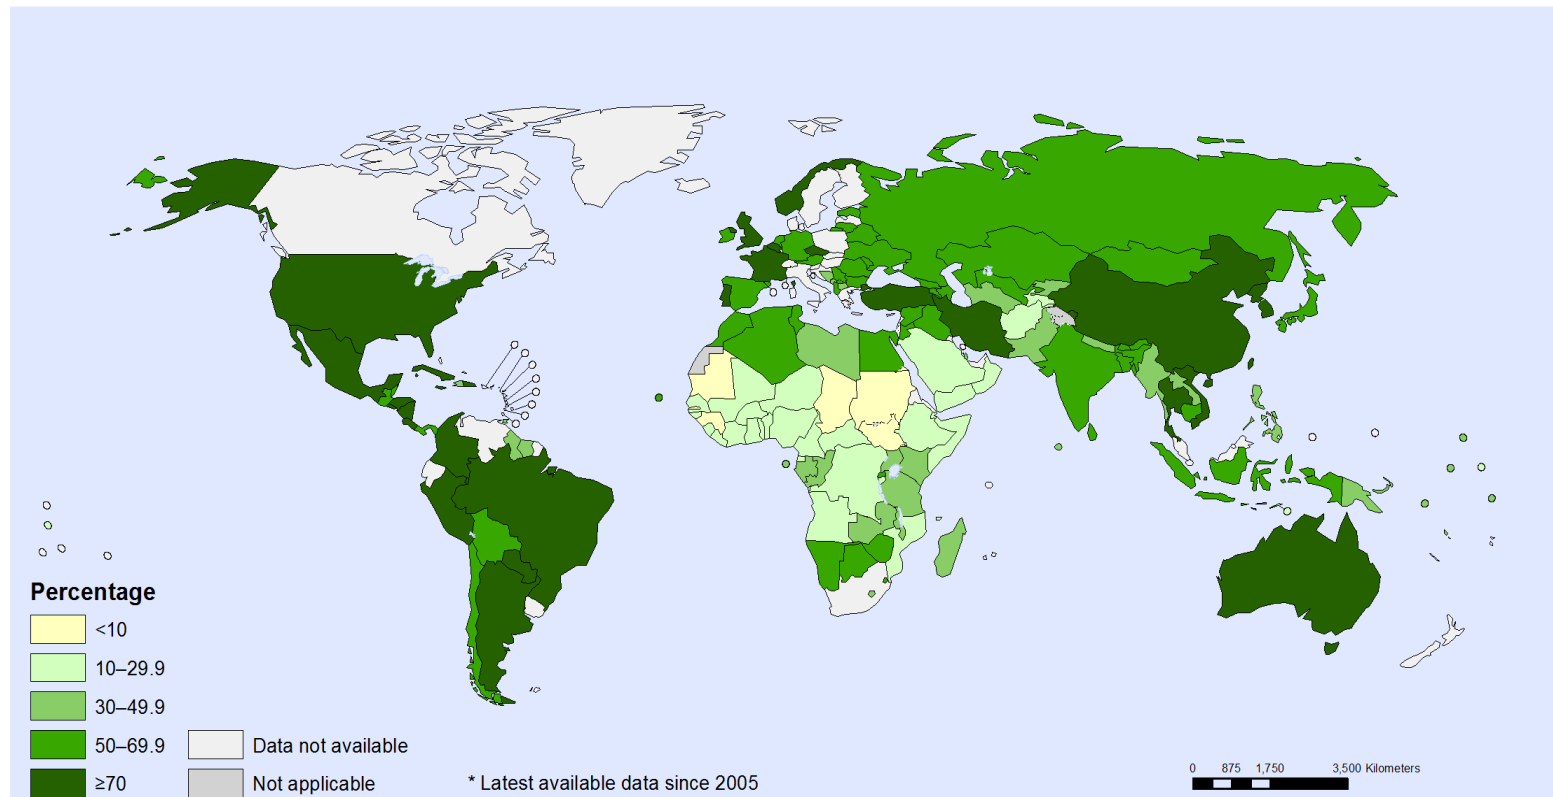 Percentage
<10
10–29.9
30–49.9
50–69.9
≥70
Data not available
Not applicable
* Latest available data since 2005
0 875 1,750 3,500 Kilometers